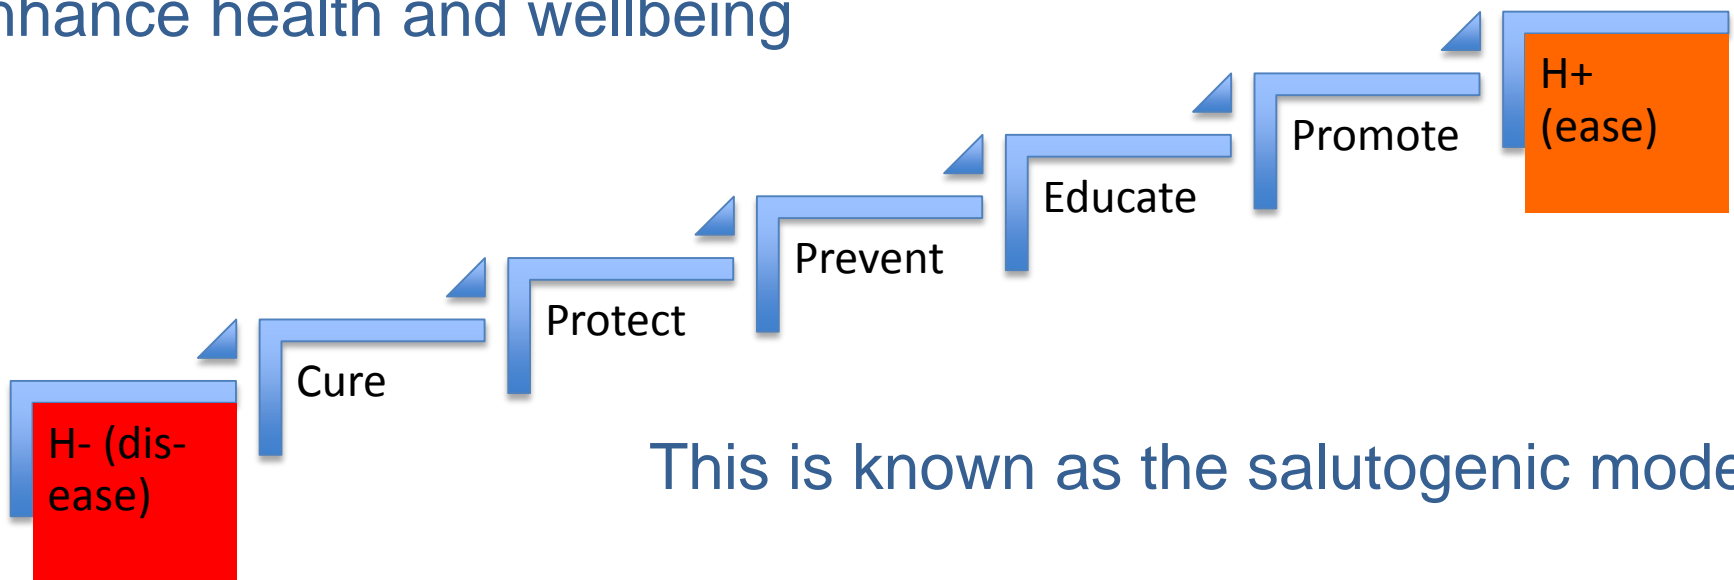 nhance health and wellbeing
H+
(ease)
Promote
Educate
Prevent
Protect
Cure
H- (dis-
ease)
This is known as the salutogenic mode